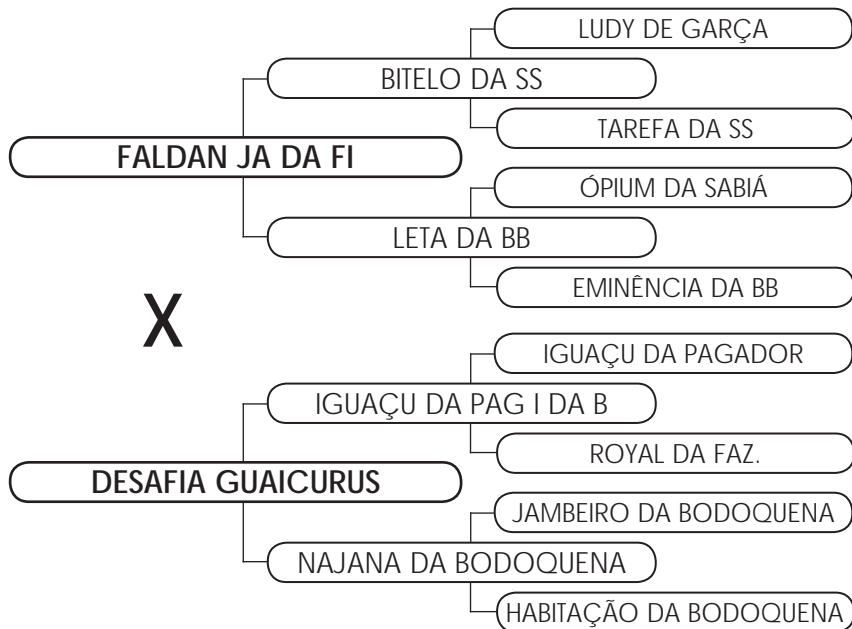 LUDY DE GARÇA
BITELO DA SS
TAREFA DA SS
FALDAN JA DA FI
ÓPIUM DA SABIÁ
LETA DA BB
EMINÊNCIA DA BB
X
IGUAÇU DA PAGADOR
IGUAÇU DA PAG I DA B
ROYAL DA FAZ.
DESAFIA GUAICURUS
JAMBEIRO DA BODOQUENA
NAJANA DA BODOQUENA
HABITAÇÃO DA BODOQUENA